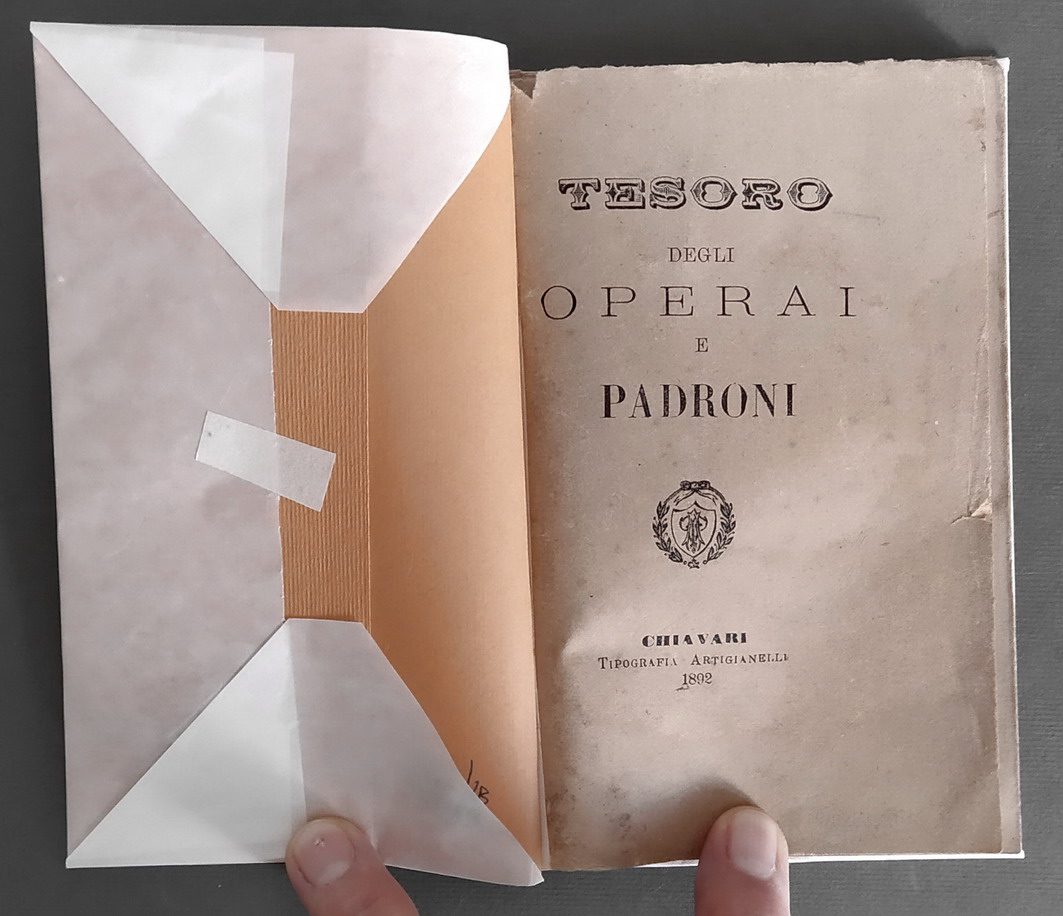 TESORO
DEGLI
OPERAI
E
PADRONI
CHIAVARI
TIPOGRAFIA ARTIGIANELLI
1892